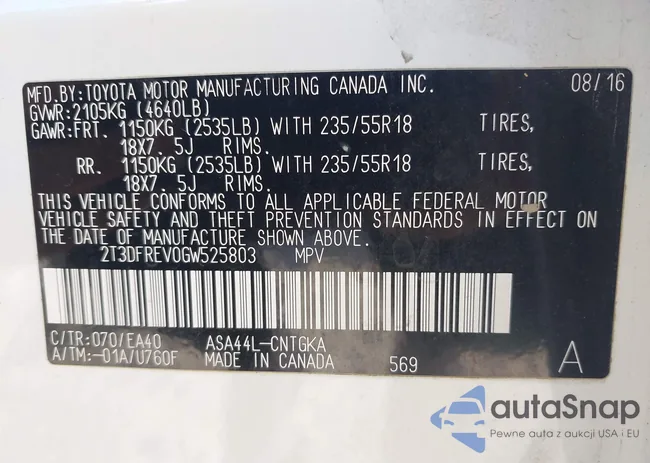 MFD.BY:TOYOTA MOTOR MANUFACTURING CANADA INC. 08/16
GVWR:2105KG (4640LB)
GAWR:FRT. 1150KG (2535LB) WITH 235/55R18 TIRES,
18X7. 5J RIMS.
RR. 1150KG (2535LB) WITH 235/55R18 TIRES,
18X7. 5J RIMS.
THIS VEHICLE CONFORMS TO ALL APPLICABLE FEDERAL MOTOR
VEHICLE SAFETY AND THEFT PREVENTION STANDARDS IN EFFECT ON
THE DATE OF MANUFACTURE SHOWN ABOVE.
2T3DFREV0GW525803 MPV
C/TR:070/EA40 ASA44L-CNTGKA
A/TM:-01A/U760F MADE IN CANADA 569 A
autaSnap
Pewne auta z aukcji USA i EU